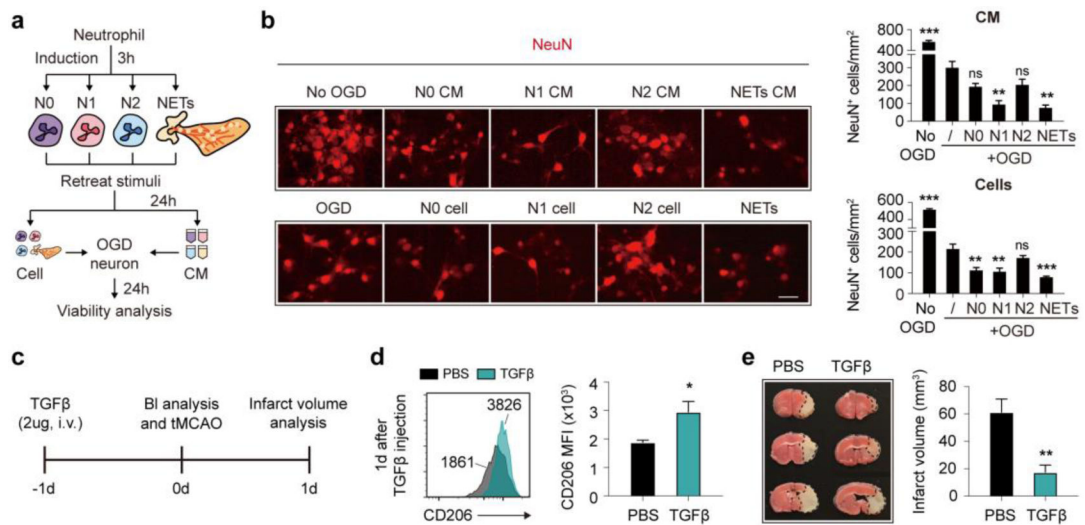 a
Neutrophil
Induction 3h
N0 N1 N2 NETs
Retreat stimuli
24h
Cell
OGD
neuron
CM
24h
Viability analysis
b
NeuN
No OGD N0 CM N1 CM N2 CM NETs CM
OGD N0 cell N1 cell N2 cell NETs
CM
NeuN⁺ cells/mm²
800
600
400
300
200
100
0
*** ns ** ns **
No / N0 N1 N2 NETs
OGD +OGD
Cells
NeuN⁺ cells/mm²
600
400
200
100
0
*** ** ** ns ***
No / N0 N1 N2 NETs
OGD +OGD
c
TGFβ
(2ug, i.v.)
BI analysis
and tMCAO
Infarct volume
analysis
-1d 0d 1d
d
PBS TGFβ
1d after
TGFβ injection
3826
1861
CD206
CD206 MFI (x10³)
4
3
2
1
0
*
PBS TGFβ
e
PBS TGFβ
Infarct volume (mm³)
80
60
40
20
0
**
PBS TGFβ